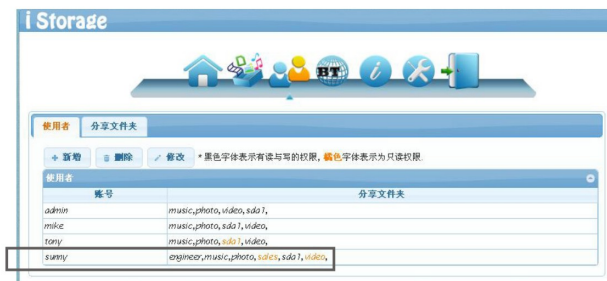 i Storage
BT
使用者 分享文件夹
新增 删除 修改 *黑色字体表示有读与写的权限, 橘色字体表示为只读权限.
使用者
账号 分享文件夹
admin music,photo,video,sda1,
mike music,photo,sda1,video,
tony music,photo,sda1,video,
sunny engineer,music,photo,sales,sda1,video,